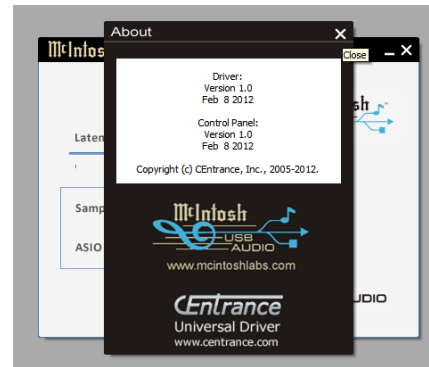 About
McIntos
Close
sh
Driver:
Version 1.0
Feb 8 2012
Control Panel:
Version 1.0
Feb 8 2012
Copyright (c) CEntrance, Inc., 2005-2012.
Laten
Samp
ASIO
McIntosh
USB
AUDIO
www.mcintoshlabs.com
UDIO
CEntrance
Universal Driver
www.centrance.com